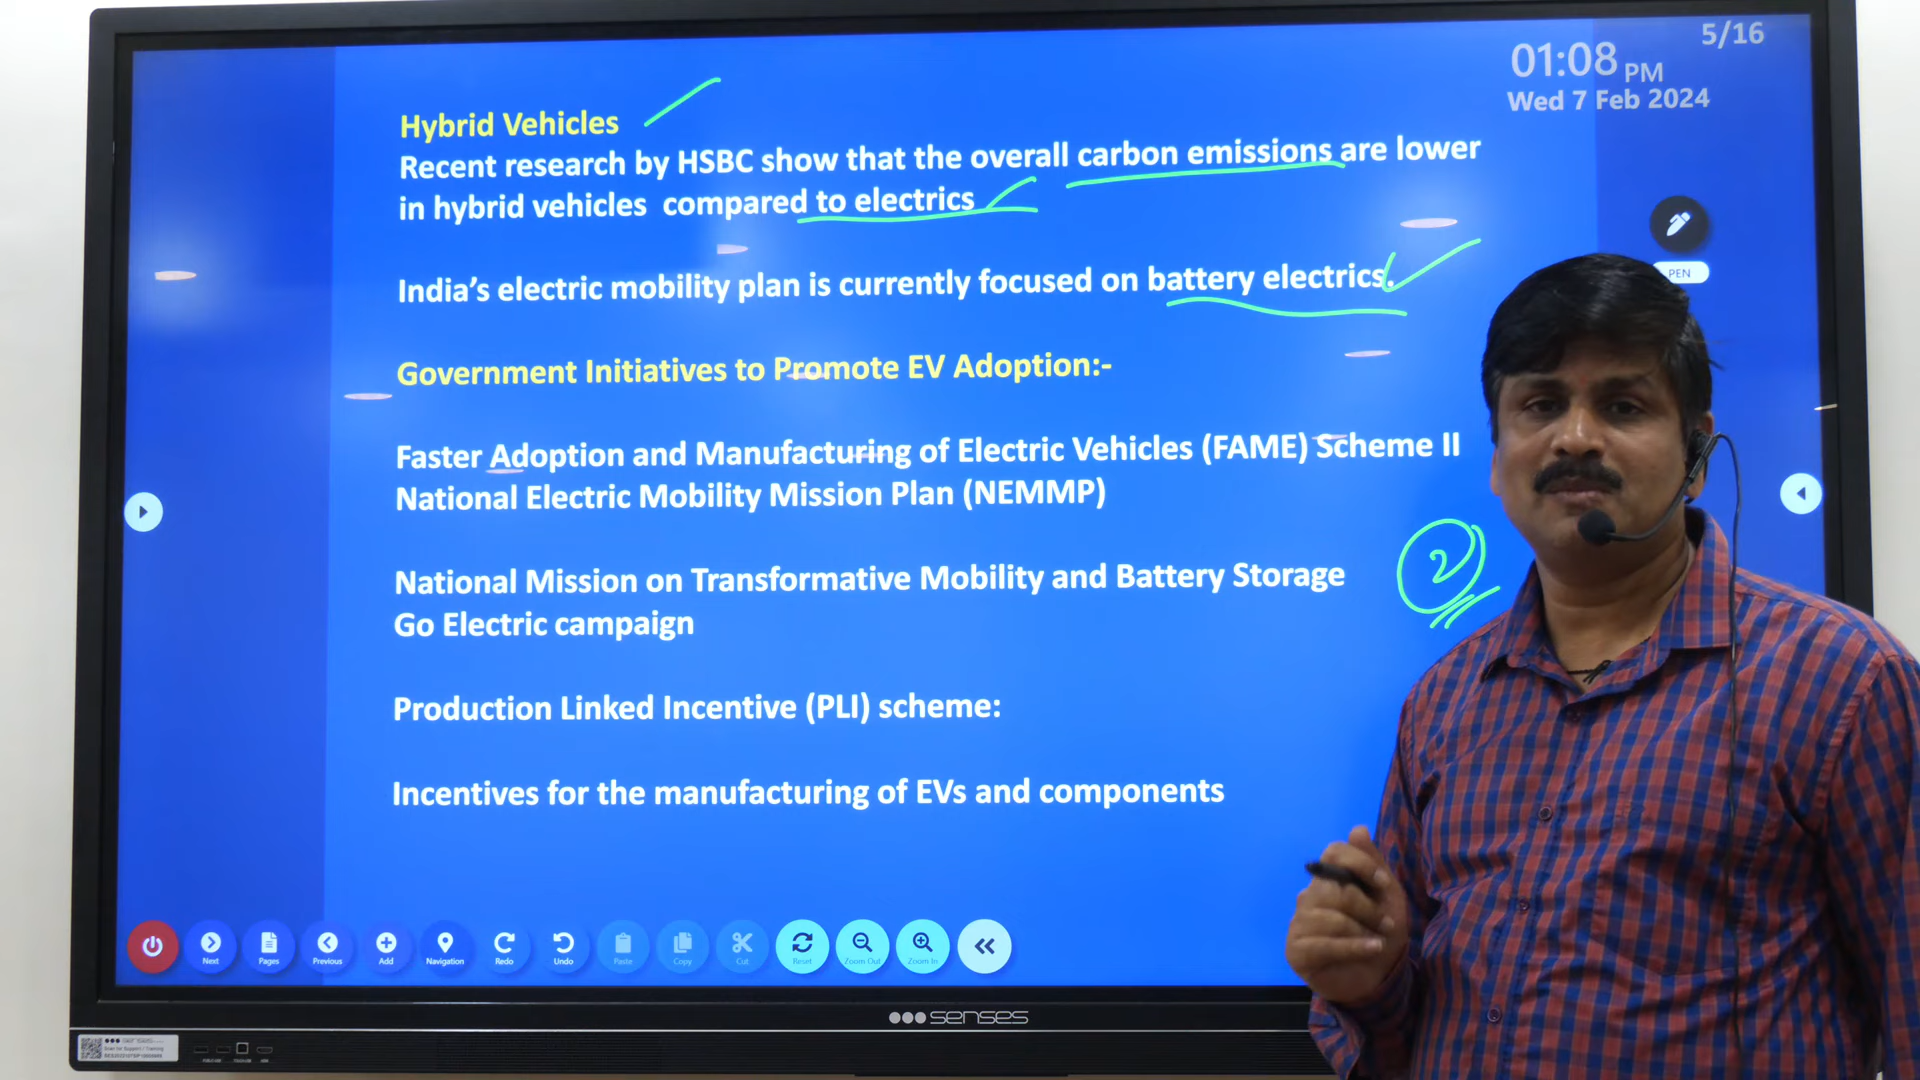 5/16
01:08 PM
Wed 7 Feb 2024
Hybrid Vehicles
Recent research by HSBC show that the overall carbon emissions are lower
in hybrid vehicles compared to electrics
PEN
India’s electric mobility plan is currently focused on battery electrics.
Government Initiatives to Promote EV Adoption:-
Faster Adoption and Manufacturing of Electric Vehicles (FAME) Scheme II
National Electric Mobility Mission Plan (NEMMP)
2
National Mission on Transformative Mobility and Battery Storage
Go Electric campaign
Production Linked Incentive (PLI) scheme:
Incentives for the manufacturing of EVs and components
Next Pages Previous Add Navigation Redo Undo Paste Copy Cut Reset Zoom Out Zoom In
senses